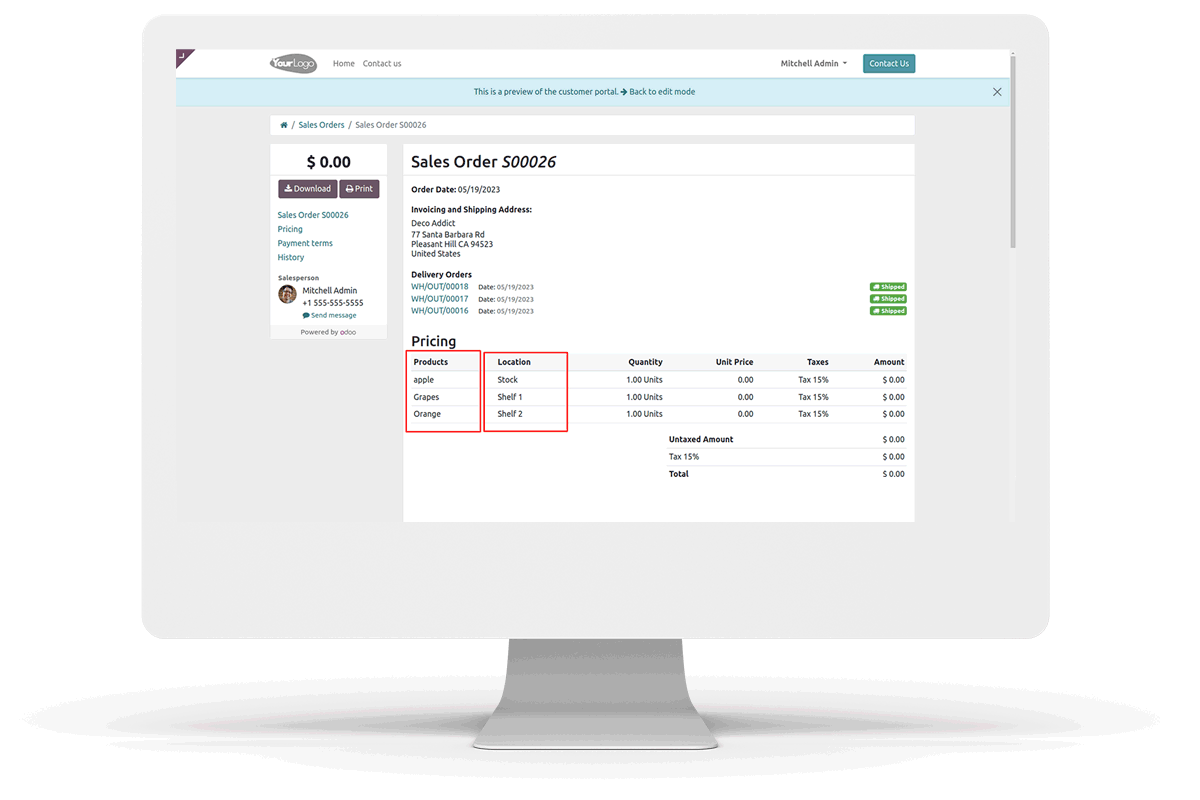 YourLogo Home Contact us Mitchell Admin Contact Us
This is a preview of the customer portal. Back to edit mode
/ Sales Orders / Sales Order S00026
$ 0.00
Download Print
Sales Order S00026
Pricing
Payment terms
History
Salesperson
Mitchell Admin
+1 555-555-5555
Send message
Powered by odoo
Sales Order S00026
Order Date: 05/19/2023
Invoicing and Shipping Address:
Deco Addict
77 Santa Barbara Rd
Pleasant Hill CA 94523
United States
Delivery Orders
WH/OUT/00018 Date: 05/19/2023 Shipped
WH/OUT/00017 Date: 05/19/2023 Shipped
WH/OUT/00016 Date: 05/19/2023 Shipped
Pricing
Products Location Quantity Unit Price Taxes Amount
apple Stock 1.00 Units 0.00 Tax 15% $ 0.00
Grapes Shelf 1 1.00 Units 0.00 Tax 15% $ 0.00
Orange Shelf 2 1.00 Units 0.00 Tax 15% $ 0.00
Untaxed Amount $ 0.00
Tax 15% $ 0.00
Total $ 0.00